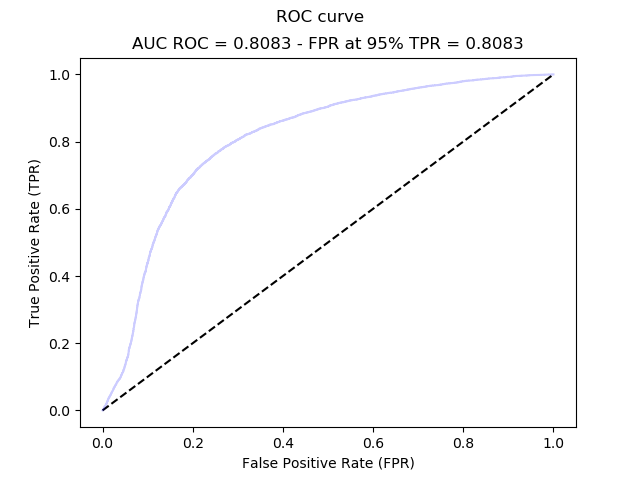 ROC curve
AUC ROC = 0.8083 - FPR at 95% TPR = 0.8083
1.0
0.8
0.6
0.4
0.2
0.0
True Positive Rate (TPR)
0.0 0.2 0.4 0.6 0.8 1.0
False Positive Rate (FPR)